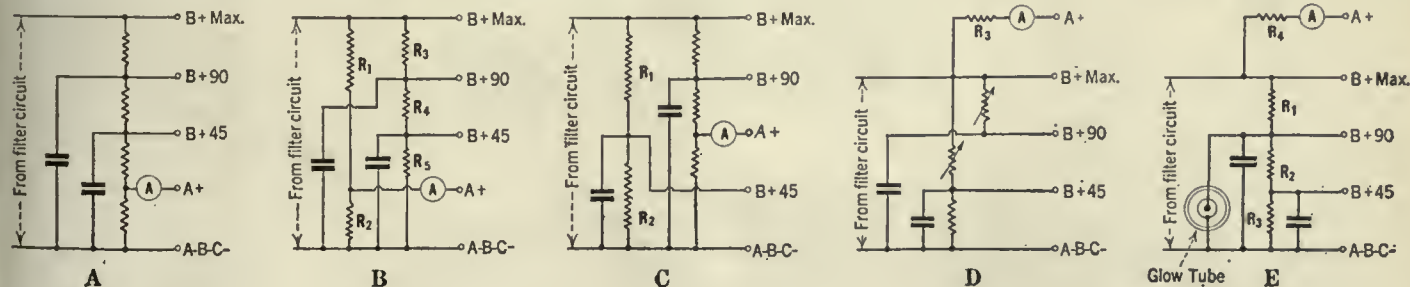 From filter circuit
B+Max.
B+90
B+45
A
A+
A-B-C-
A
From filter circuit
R1
R2
R3
R4
R5
B+Max.
B+90
B+45
A
A+
A-B-C-
B
From filter circuit
R1
R2
B+Max.
B+90
A
A+
B+45
A-B-C-
C
From filter circuit
R3
A
A+
B+Max.
B+90
B+45
A-B-C-
D
From filter circuit
R4
A
A+
B+Max.
R1
B+90
R2
B+45
R3
A-B-C-
Glow Tube
E